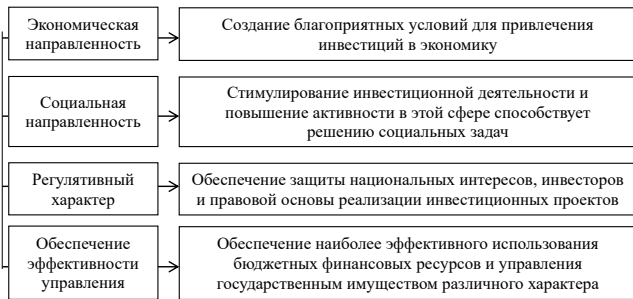 Экономическая
направленность
Создание благоприятных условий для привлечения
инвестиций в экономику
Социальная
направленность
Стимулирование инвестиционной деятельности и
повышение активности в этой сфере способствует
решению социальных задач
Регулятивный
характер
Обеспечение защиты национальных интересов, инвесторов
и правовой основы реализации инвестиционных проектов
Обеспечение
эффективности
управления
Обеспечение наиболее эффективного использования
бюджетных финансовых ресурсов и управления
государственным имуществом различного характера